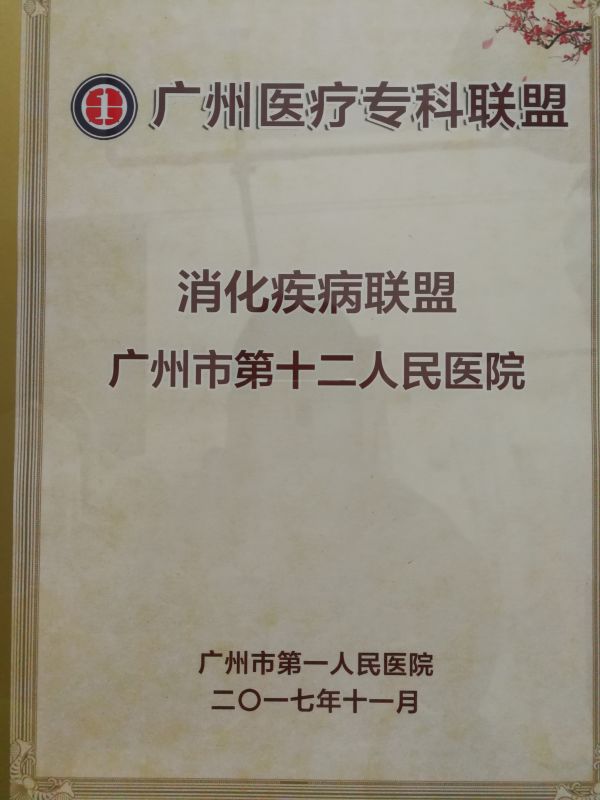 广州医疗专科联盟
消化疾病联盟
广州市第十二人民医院
广州市第一人民医院
二〇一七年十一月